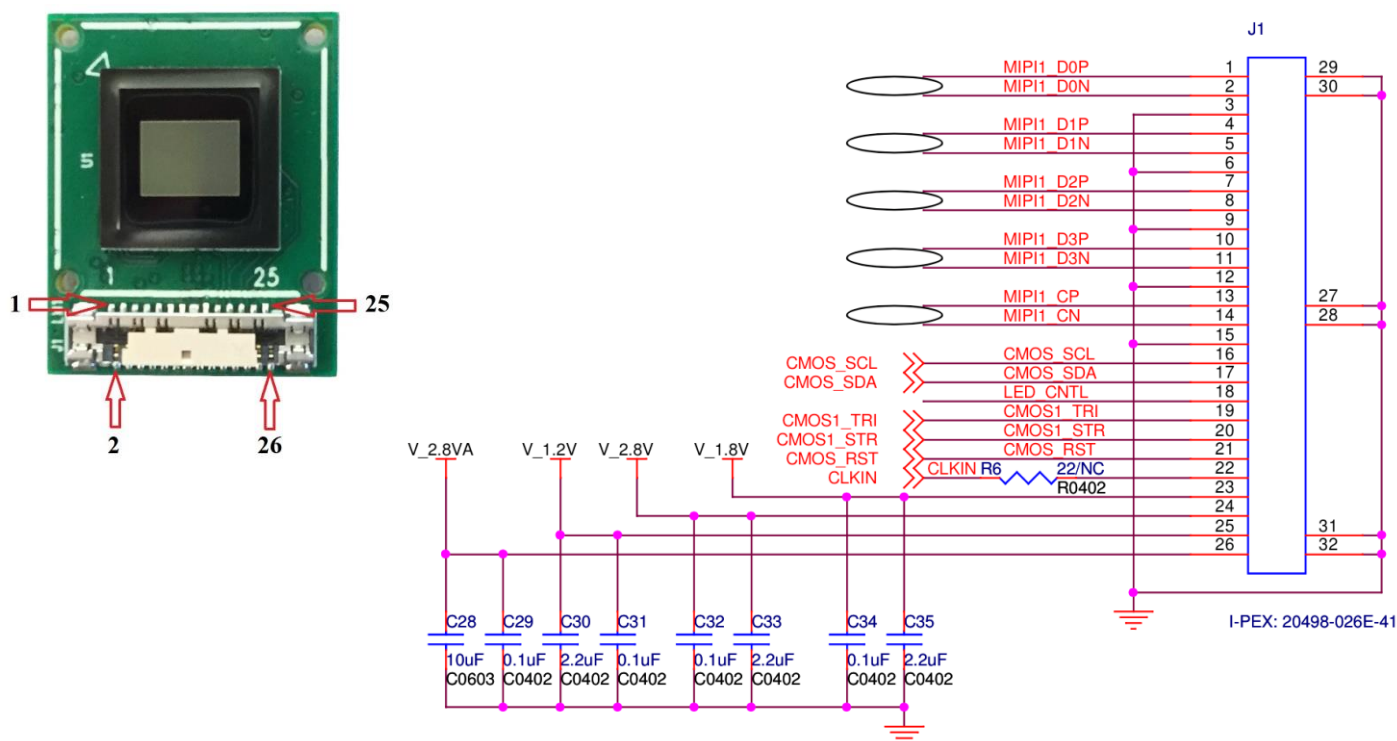 5
1 25
J1
1 25
2 26
J1
MIPI1_D0P 1 29
MIPI1_D0N 2 30
3
MIPI1_D1P 4
MIPI1_D1N 5
6
MIPI1_D2P 7
MIPI1_D2N 8
9
MIPI1_D3P 10
MIPI1_D3N 11
12
MIPI1_CP 13 27
MIPI1_CN 14 28
15
CMOS_SCL CMOS_SCL 16
CMOS_SDA CMOS_SDA 17
LED_CNTL 18
CMOS1_TRI CMOS1_TRI 19
CMOS1_STR CMOS1_STR 20
CMOS_RST CMOS_RST 21
CLKIN CLKIN R6 22/NC 22
R0402
V_2.8VA V_1.2V V_2.8V V_1.8V
23
24
25 31
26 32
C28 C29 C30 C31 C32 C33 C34 C35
10uF 0.1uF 2.2uF 0.1uF 0.1uF 2.2uF 0.1uF 2.2uF
C0603 C0402 C0402 C0402 C0402 C0402 C0402 C0402
I-PEX: 20498-026E-41